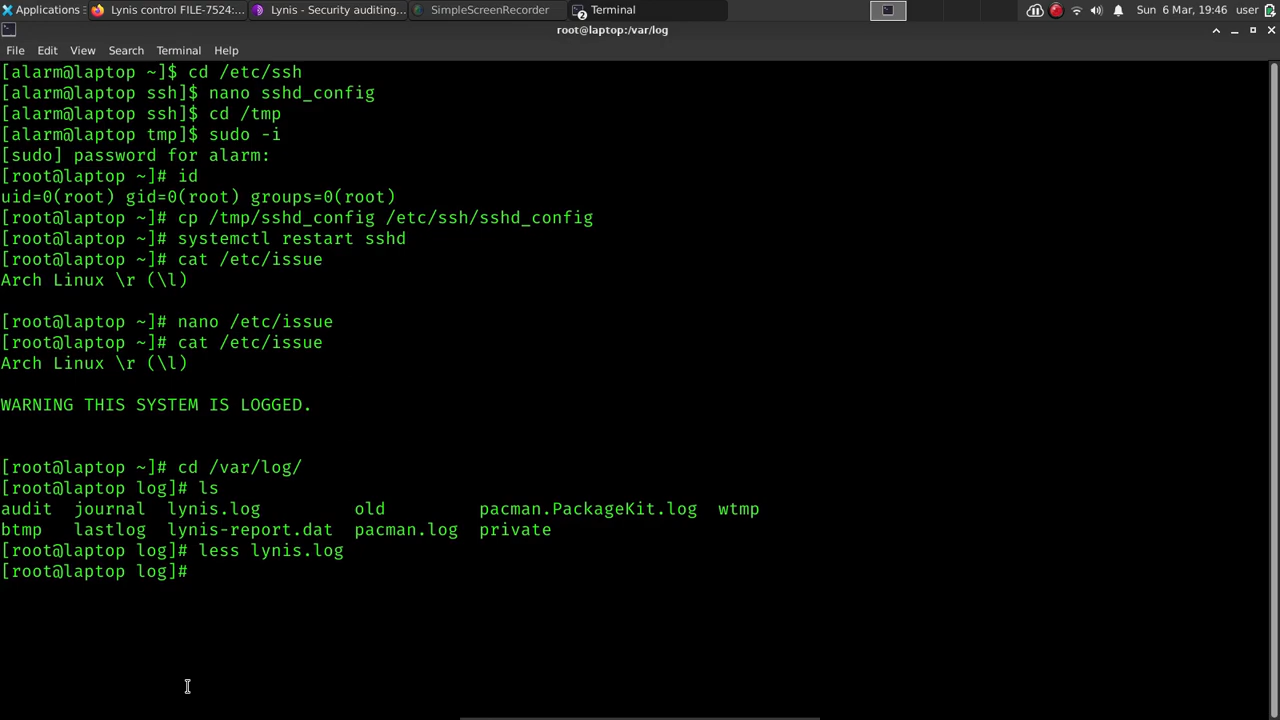 Applications
Lynis control FILE-7524:...
Lynis - Security auditing...
SimpleScreenRecorder
2
Terminal
Sun 6 Mar, 19:46
user
root@laptop:/var/log
File Edit View Search Terminal Help
[alarm@laptop ~]$ cd /etc/ssh
[alarm@laptop ssh]$ nano sshd_config
[alarm@laptop ssh]$ cd /tmp
[alarm@laptop tmp]$ sudo -i
[sudo] password for alarm:
[root@laptop ~]# id
uid=0(root) gid=0(root) groups=0(root)
[root@laptop ~]# cp /tmp/sshd_config /etc/ssh/sshd_config
[root@laptop ~]# systemctl restart sshd
[root@laptop ~]# cat /etc/issue
Arch Linux \r (\l)
[root@laptop ~]# nano /etc/issue
[root@laptop ~]# cat /etc/issue
Arch Linux \r (\l)
WARNING THIS SYSTEM IS LOGGED.
[root@laptop ~]# cd /var/log/
[root@laptop log]# ls
audit journal lynis.log old pacman.PackageKit.log wtmp
btmp lastlog lynis-report.dat pacman.log private
[root@laptop log]# less lynis.log
[root@laptop log]#